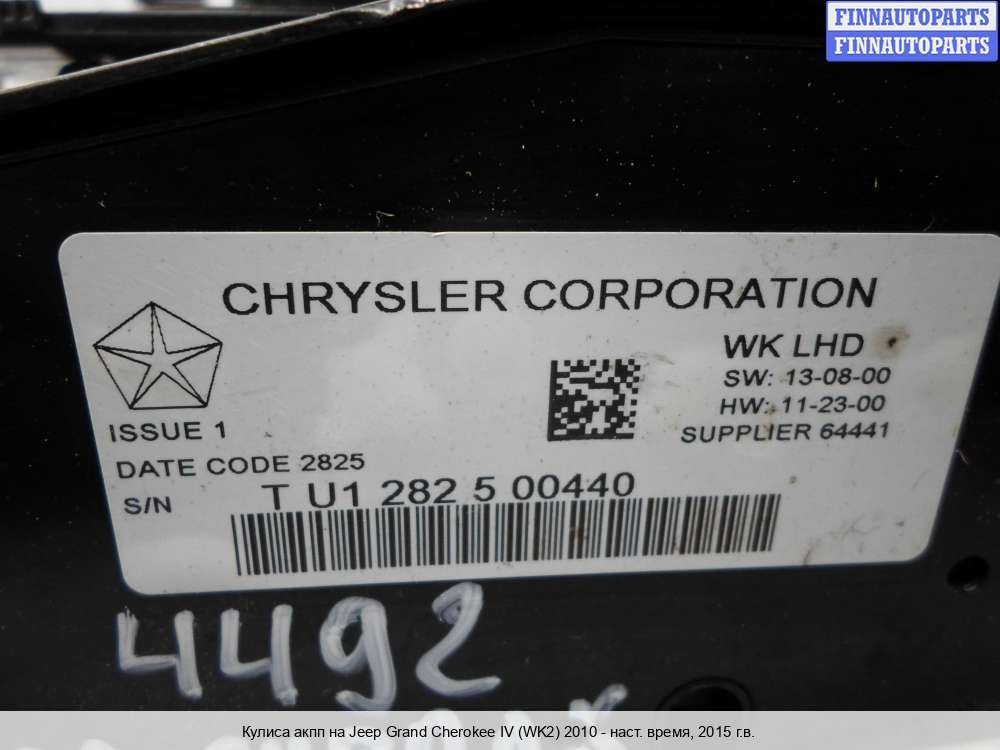 FINNAUTOPARTS
FINNAUTOPARTS
CHRYSLER CORPORATION
WK LHD
SW: 13-08-00
HW: 11-23-00
SUPPLIER 64441
ISSUE 1
DATE CODE 2825
S/N T U1 282 5 00440
4492
Кулиса акпп на Jeep Grand Cherokee IV (WK2) 2010 - наст. время, 2015 г.в.